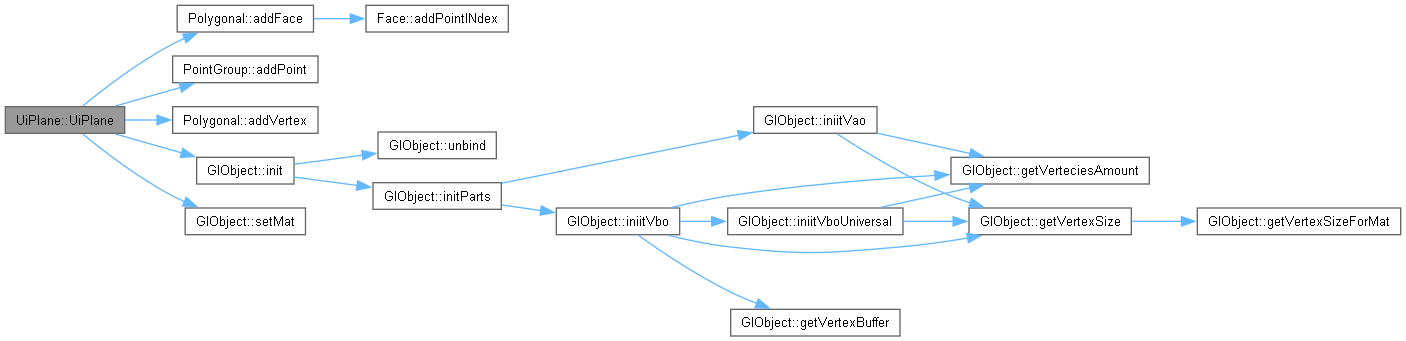 Polygonal::addFace
Face::addPointINdex
PointGroup::addPoint
UiPlane::UiPlane
Polygonal::addVertex
GlObject::iniitVao
GlObject::unbind
GlObject::init
GlObject::getVerteciesAmount
GlObject::initParts
GlObject::setMat
GlObject::iniitVbo
GlObject::iniitVboUniversal
GlObject::getVertexSize
GlObject::getVertexSizeForMat
GlObject::getVertexBuffer